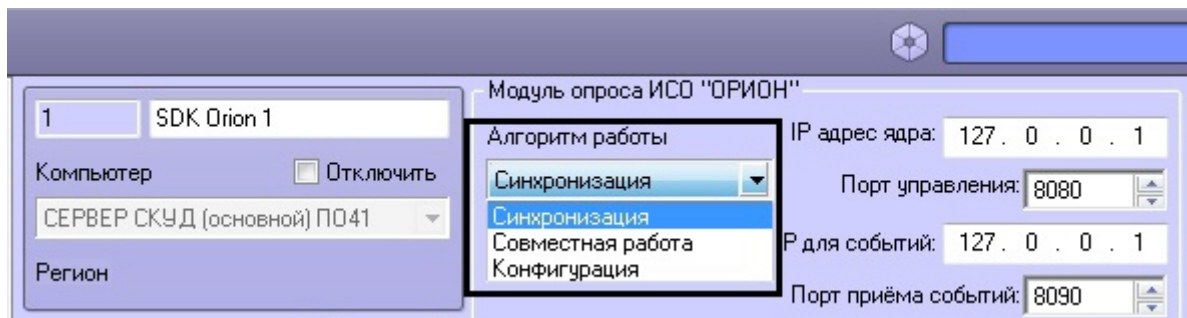 Модуль опроса ИСО "ОРИОН"
1 SDK Orion 1
Компьютер Отключить
СЕРВЕР СКУД (основной) ПО41
Регион
Алгоритм работы
Синхронизация
Синхронизация
Совместная работа
Конфигурация
IP адрес ядра: 127. 0 . 0 . 1
Порт управления: 8080
P для событий: 127. 0 . 0 . 1
Порт приёма событий: 8090